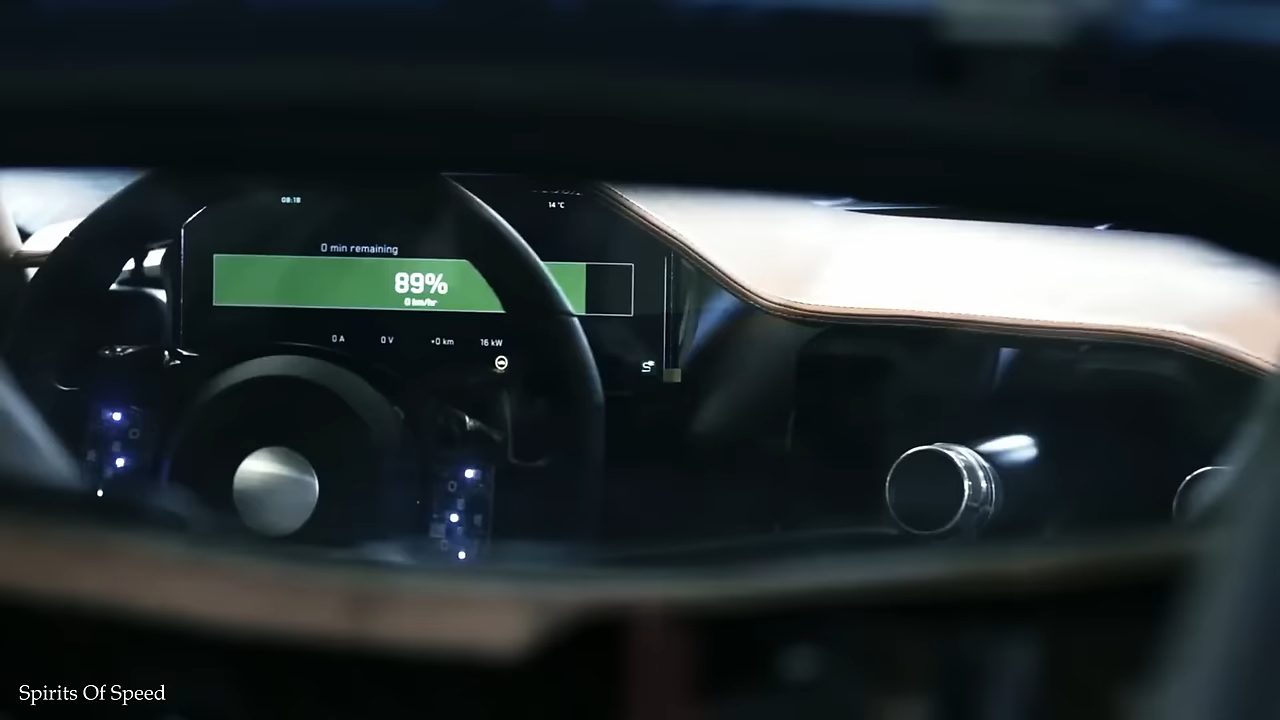 08:18
14 °C
0 min remaining
89%
0 km/hr
0 A 0 V +0 km 16 kW
Spirits Of Speed